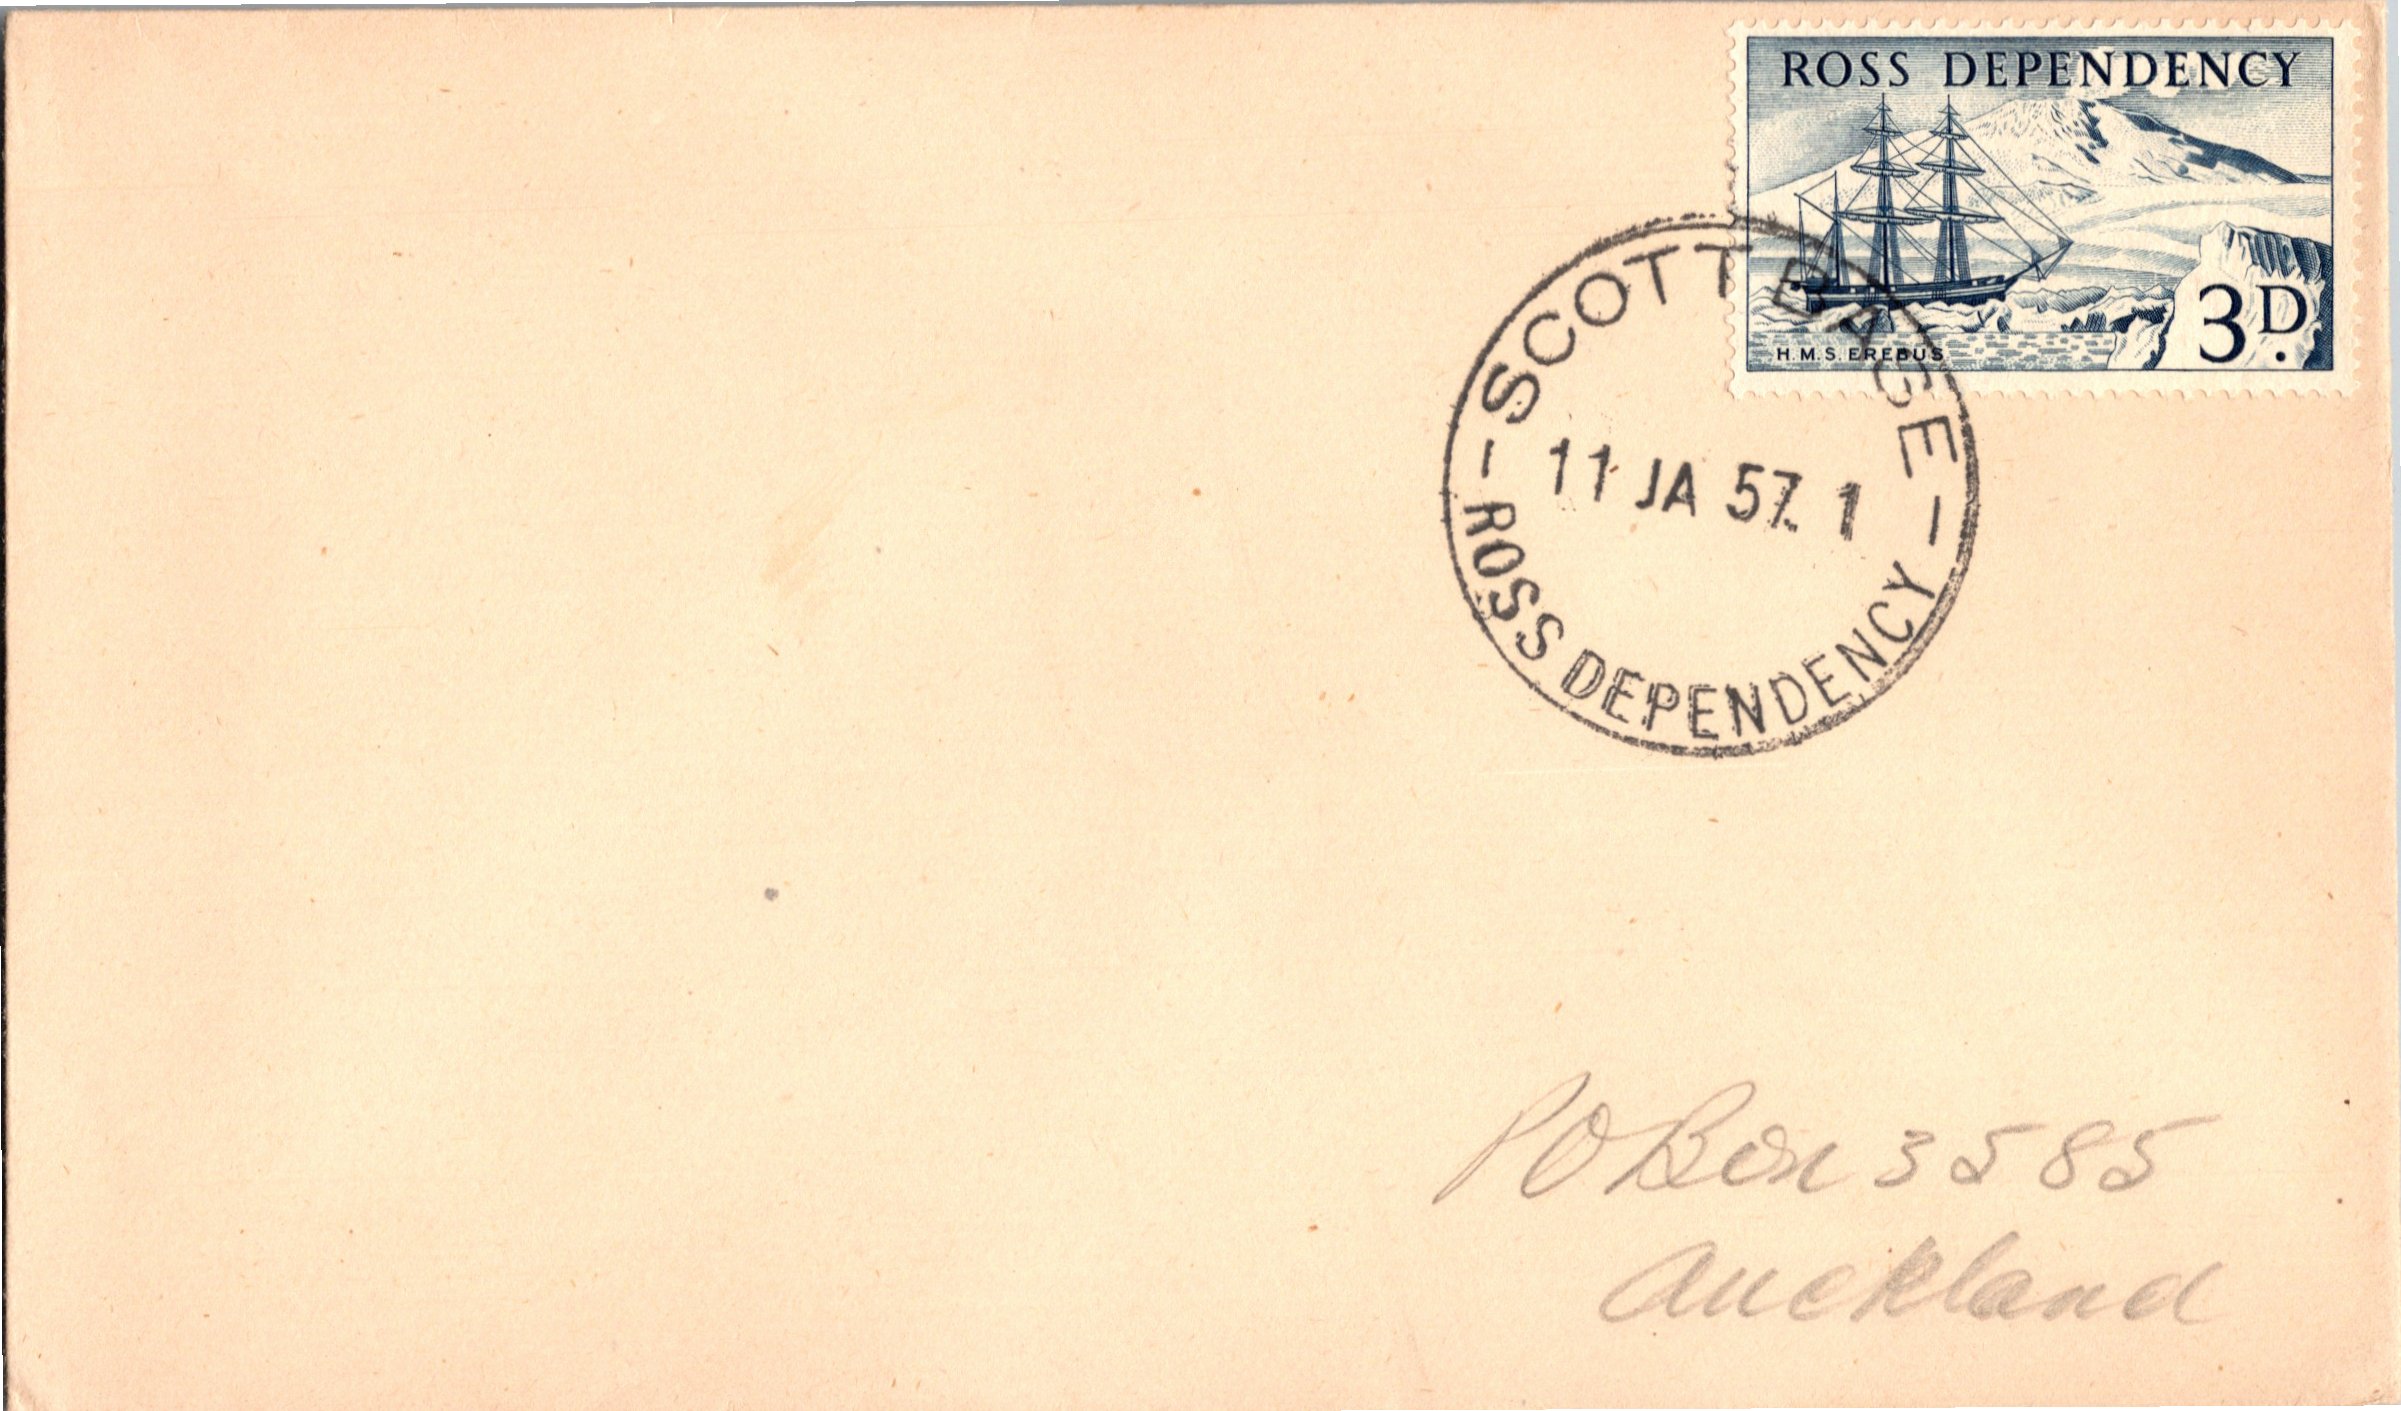 ROSS DEPENDENCY
H.M.S. EREBUS
3D.
– SCOTT BASE –
11 JA 57. 1
ROSS DEPENDENCY
PO Box 3585
Auckland